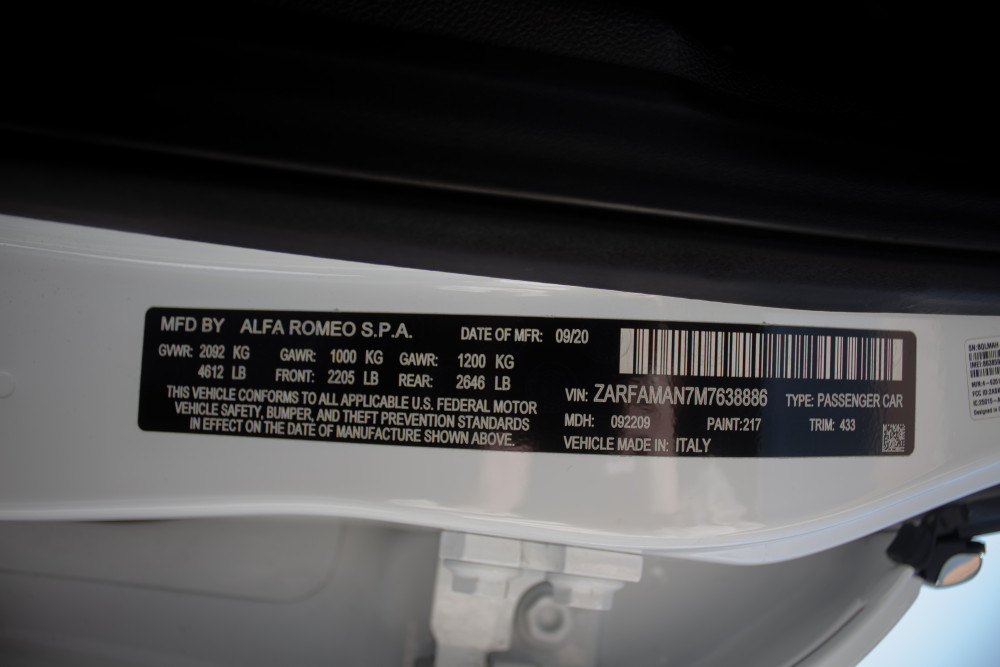 MFD BY ALFA ROMEO S.P.A. DATE OF MFR: 09/20
GVWR: 2092 KG GAWR: 1000 KG GAWR: 1200 KG
4612 LB FRONT: 2205 LB REAR: 2646 LB
THIS VEHICLE CONFORMS TO ALL APPLICABLE U.S. FEDERAL MOTOR
VEHICLE SAFETY, BUMPER, AND THEFT PREVENTION STANDARDS
IN EFFECT ON THE DATE OF MANUFACTURE SHOWN ABOVE.
VIN: ZARFAMAN7M7638886 TYPE: PASSENGER CAR
MDH: 092209 PAINT:217 TRIM: 433
VEHICLE MADE IN: ITALY